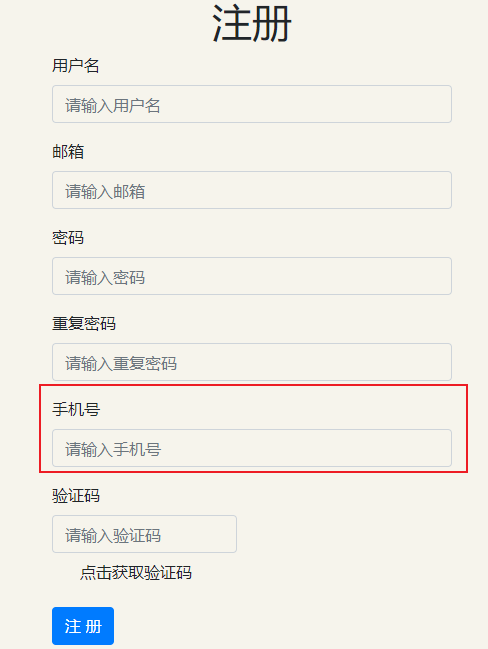 注册
用户名
请输入用户名
邮箱
请输入邮箱
密码
请输入密码
重复密码
请输入重复密码
手机号
请输入手机号
验证码
请输入验证码
点击获取验证码
注 册